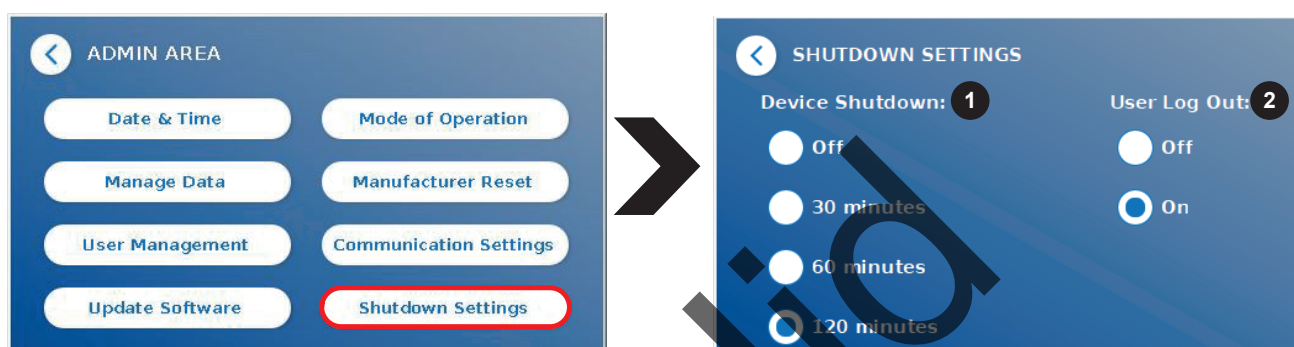 ADMIN AREA
Date & Time
Mode of Operation
Manage Data
Manufacturer Reset
User Management
Communication Settings
Update Software
Shutdown Settings
SHUTDOWN SETTINGS
Device Shutdown: 1
User Log Out: 2
Off
Off
30 minutes
On
60 minutes
120 minutes